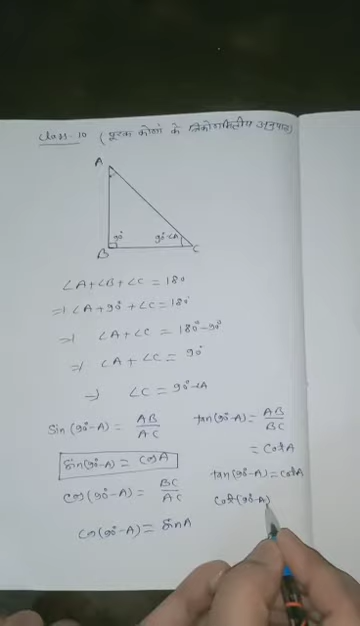 Class-10 (पूरक कोणों के त्रिकोणमितीय अनुपात)
A
90°
90°-∠A
B
C
∠A+∠B+∠C=180°
⇒∠A+90°+∠C=180°
⇒ ∠A+∠C=180°-90°
⇒ ∠A+∠C=90°
⇒ ∠C=90°-∠A
Sin(90°-A)=AB/AC
Sin(90°-A)=CosA
Cos(90°-A)=BC/AC
Cos(90°-A)=SinA
tan(90°-A)=AB/BC
=CotA
tan(90°-A)=CotA
Cot(90°-A)